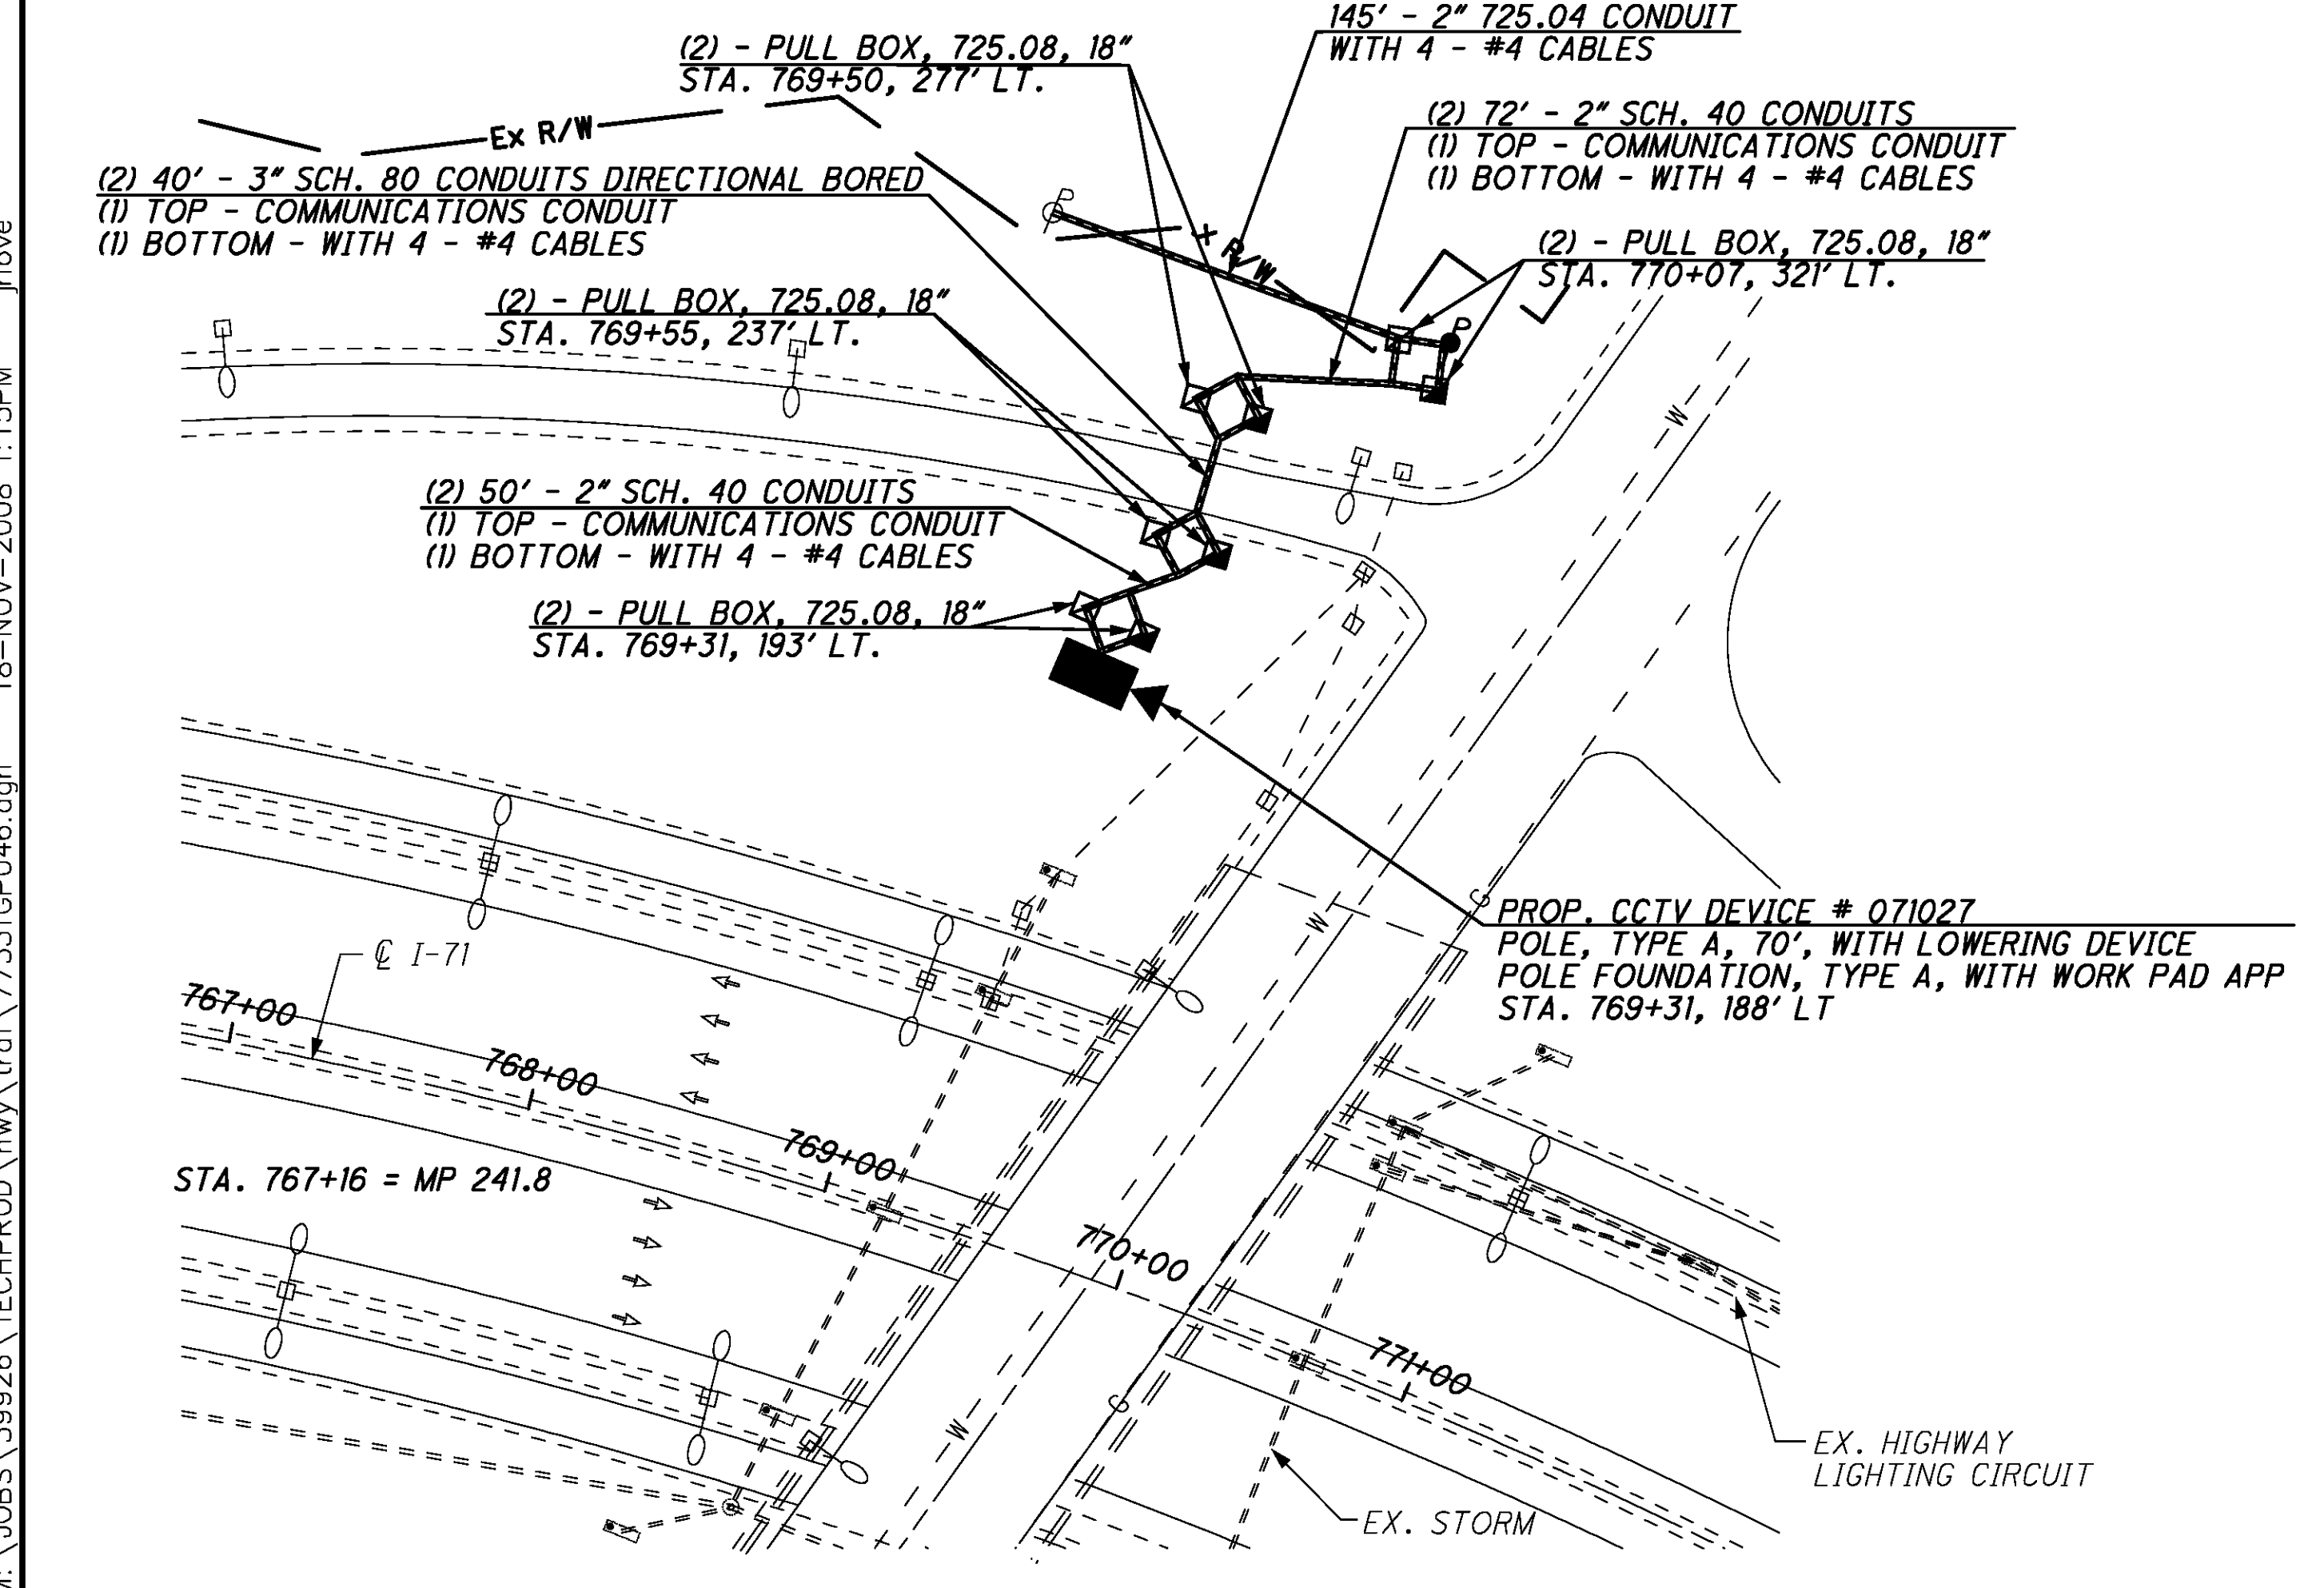 145' - 2" 725.04 CONDUIT
WITH 4 - #4 CABLES
(2) - PULL BOX, 725.08, 18"
STA. 769+50, 277' LT.
(2) 72' - 2" SCH. 40 CONDUITS
(1) TOP - COMMUNICATIONS CONDUIT
(1) BOTTOM - WITH 4 - #4 CABLES
Ex R/W
(2) 40' - 3" SCH. 80 CONDUITS DIRECTIONAL BORED
(1) TOP - COMMUNICATIONS CONDUIT
(1) BOTTOM - WITH 4 - #4 CABLES
P
R/W
(2) - PULL BOX, 725.08, 18"
STA. 770+07, 321' LT.
(2) - PULL BOX, 725.08, 18"
STA. 769+55, 237' LT.
P
W
(2) 50' - 2" SCH. 40 CONDUITS
(1) TOP - COMMUNICATIONS CONDUIT
(1) BOTTOM - WITH 4 - #4 CABLES
(2) - PULL BOX, 725.08, 18"
STA. 769+31, 193' LT.
G
W
PROP. CCTV DEVICE # 071027
POLE, TYPE A, 70', WITH LOWERING DEVICE
POLE FOUNDATION, TYPE A, WITH WORK PAD APP
STA. 769+31, 188' LT
℄ I-71
767+00
768+00
769+00
770+00
771+00
STA. 767+16 = MP 241.8
G
W
EX. HIGHWAY
LIGHTING CIRCUIT
EX. STORM
18-NOV-2008 1:15PM